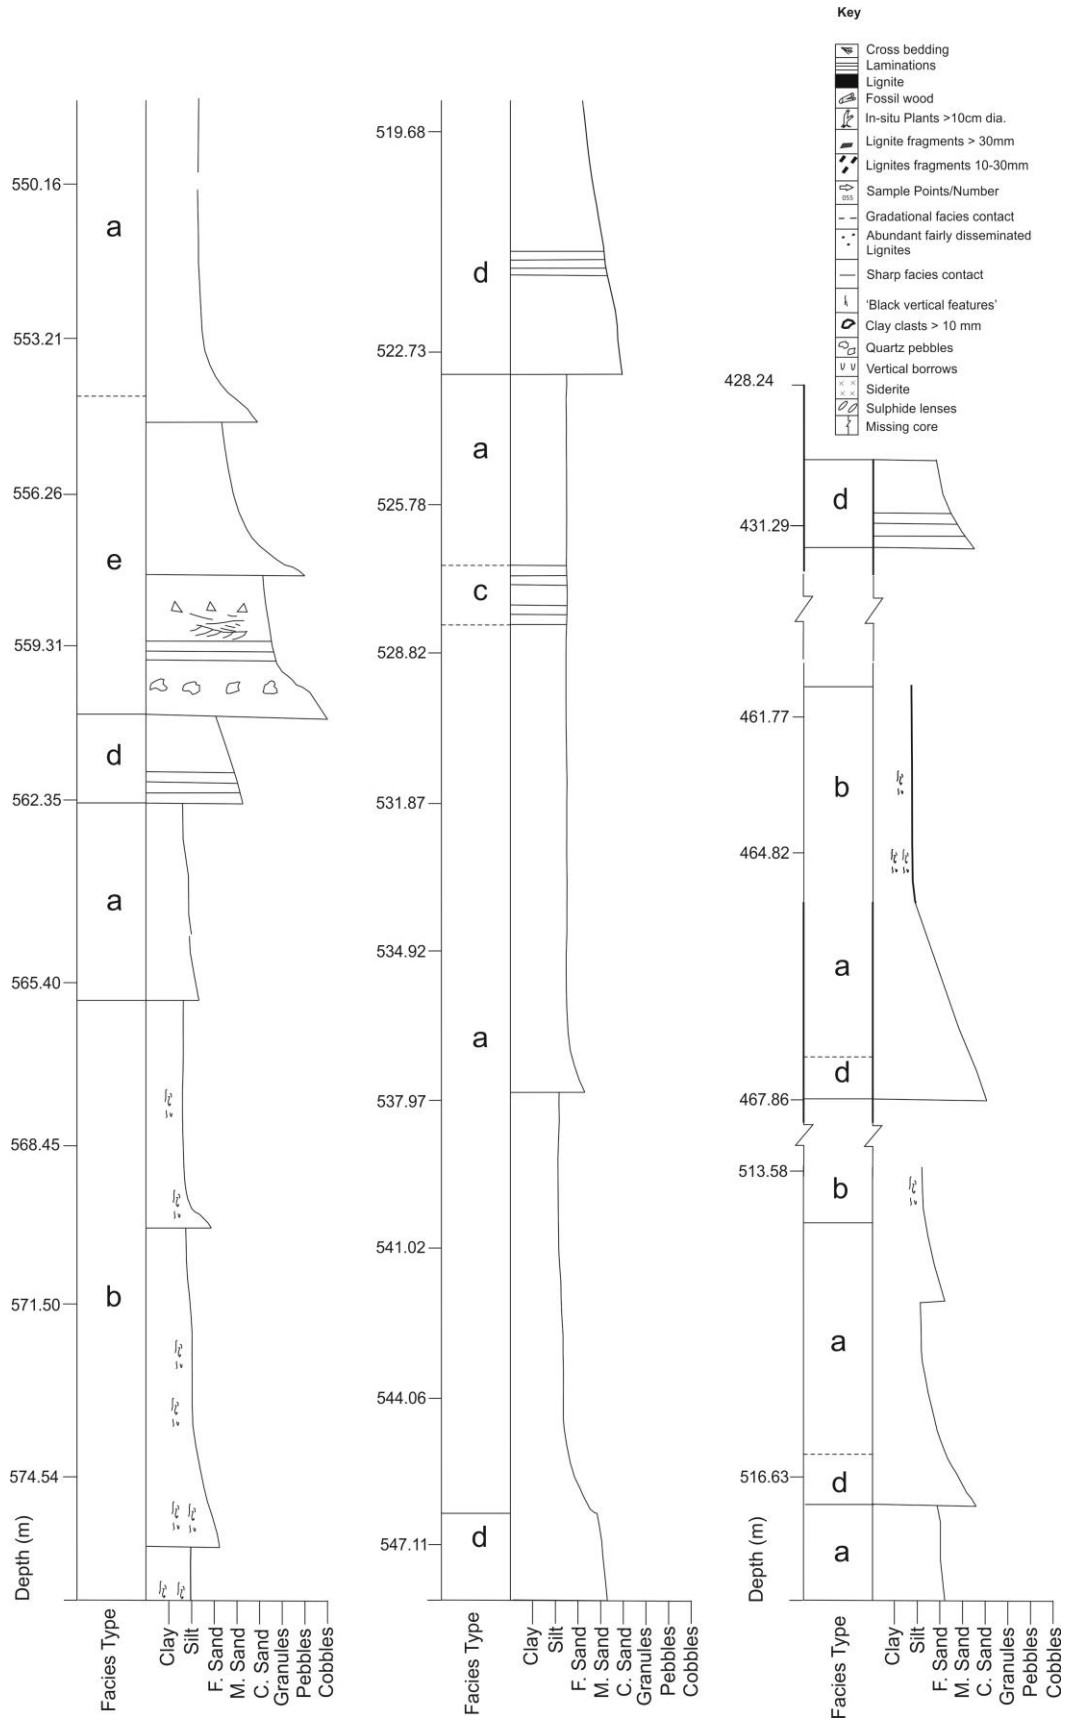 Key
Cross bedding
Laminations
Lignite
Fossil wood
In-situ Plants >10cm dia.
Lignite fragments > 30mm
Lignites fragments 10-30mm
055
Sample Points/Number
Gradational facies contact
Abundant fairly disseminated
Lignites
Sharp facies contact
'Black vertical features'
Clay clasts > 10 mm
Quartz pebbles
Vertical borrows
Siderite
Sulphide lenses
Missing core
550.16
a
553.21
556.26
e
559.31
d
562.35
a
565.40
568.45
b
571.50
574.54
Depth (m)
Facies Type
Clay
Silt
F. Sand
M. Sand
C. Sand
Granules
Pebbles
Cobbles
519.68
d
522.73
a
525.78
c
528.82
531.87
534.92
a
537.97
541.02
544.06
d
547.11
Facies Type
Clay
Silt
F. Sand
M. Sand
C. Sand
Granules
Pebbles
Cobbles
428.24
d
431.29
461.77
b
464.82
a
d
467.86
513.58
b
a
516.63
d
a
Depth (m)
Facies Type
Clay
Silt
F. Sand
M. Sand
C. Sand
Granules
Pebbles
Cobbles